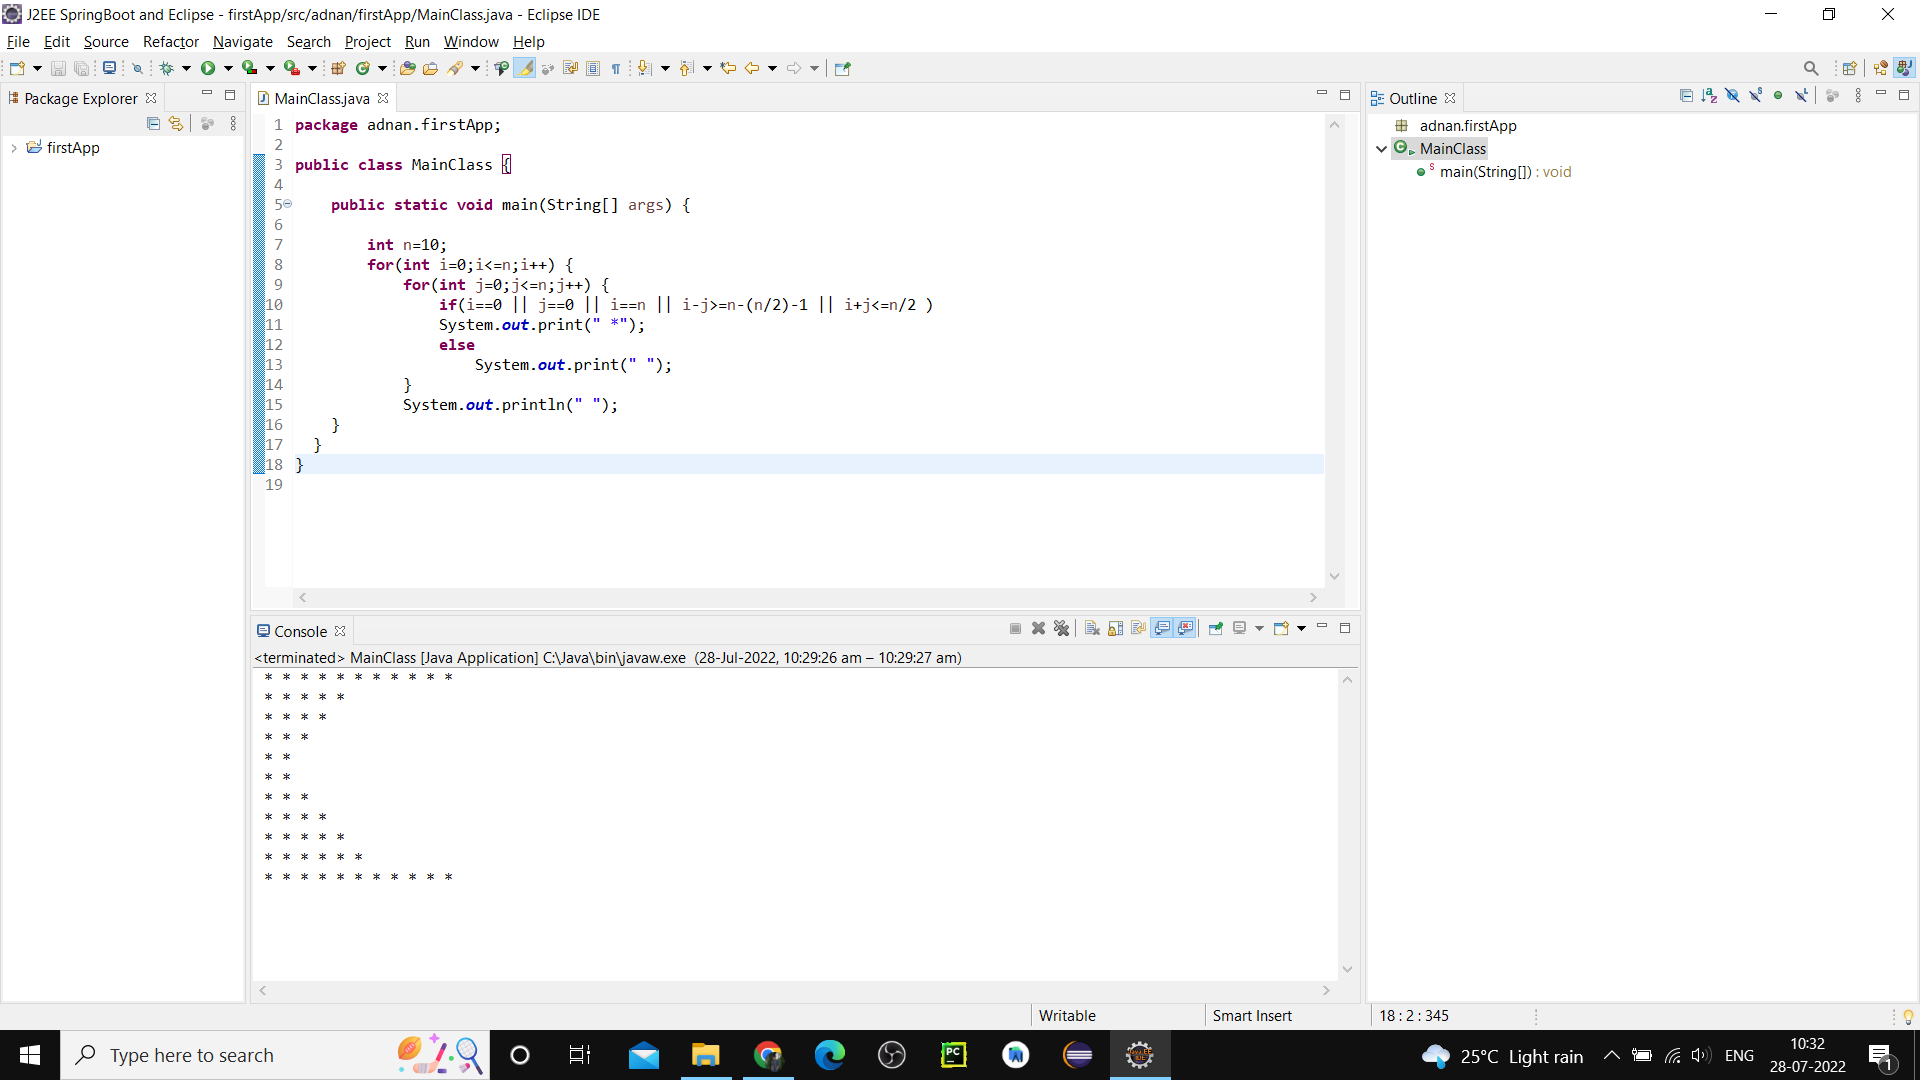 J2EE SpringBoot and Eclipse - firstApp/src/adnan/firstApp/MainClass.java - Eclipse IDE
File Edit Source Refactor Navigate Search Project Run Window Help
Package Explorer
firstApp
MainClass.java
1 package adnan.firstApp;
2
3 public class MainClass {
4
5     public static void main(String[] args) {
6
7         int n=10;
8         for(int i=0;i<=n;i++) {
9             for(int j=0;j<=n;j++) {
10                 if(i==0 || j==0 || i==n || i-j>=n-(n/2)-1 || i+j<=n/2 )
11                 System.out.print(" *");
12                 else
13                     System.out.print(" ");
14             }
15             System.out.println(" ");
16     }
17   }
18 }
19
Console
<terminated> MainClass [Java Application] C:\Java\bin\javaw.exe (28-Jul-2022, 10:29:26 am – 10:29:27 am)
* * * * * * * * * * *
* * * * *
* * * *
* * *
* *
* *
* * *
* * * *
* * * * *
* * * * * *
* * * * * * * * * * *
Outline
adnan.firstApp
MainClass
main(String[]) : void
Writable Smart Insert 18 : 2 : 345
Type here to search
PC
25°C Light rain ENG
10:32
28-07-2022
1